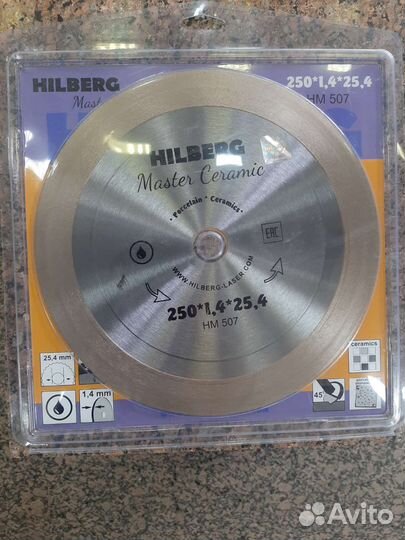 HILBERG
Master
250*1,4*25,4
HM 507
HILBERG
Master Ceramic
• Porcelain • Ceramics •
EAC
WWW.HILBERG-LASER.COM
250*1,4*25,4
HM 507
25,4 mm
1,4 mm
ceramics
45°
Avito